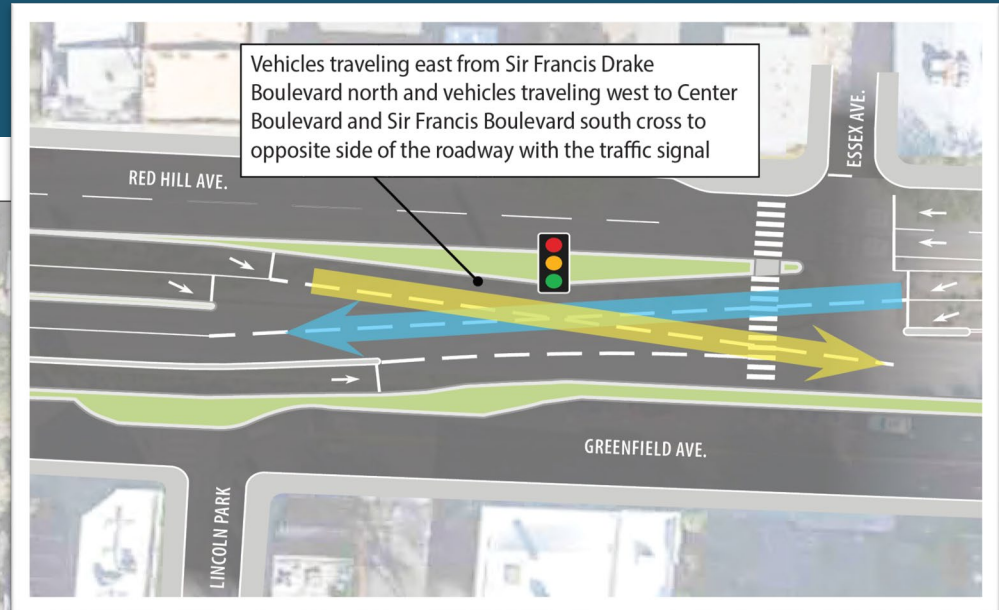 Vehicles traveling east from Sir Francis Drake
Boulevard north and vehicles traveling west to Center
Boulevard and Sir Francis Boulevard south cross to
opposite side of the roadway with the traffic signal
RED HILL AVE.
ESSEX AVE.
GREENFIELD AVE.
LINCOLN PARK